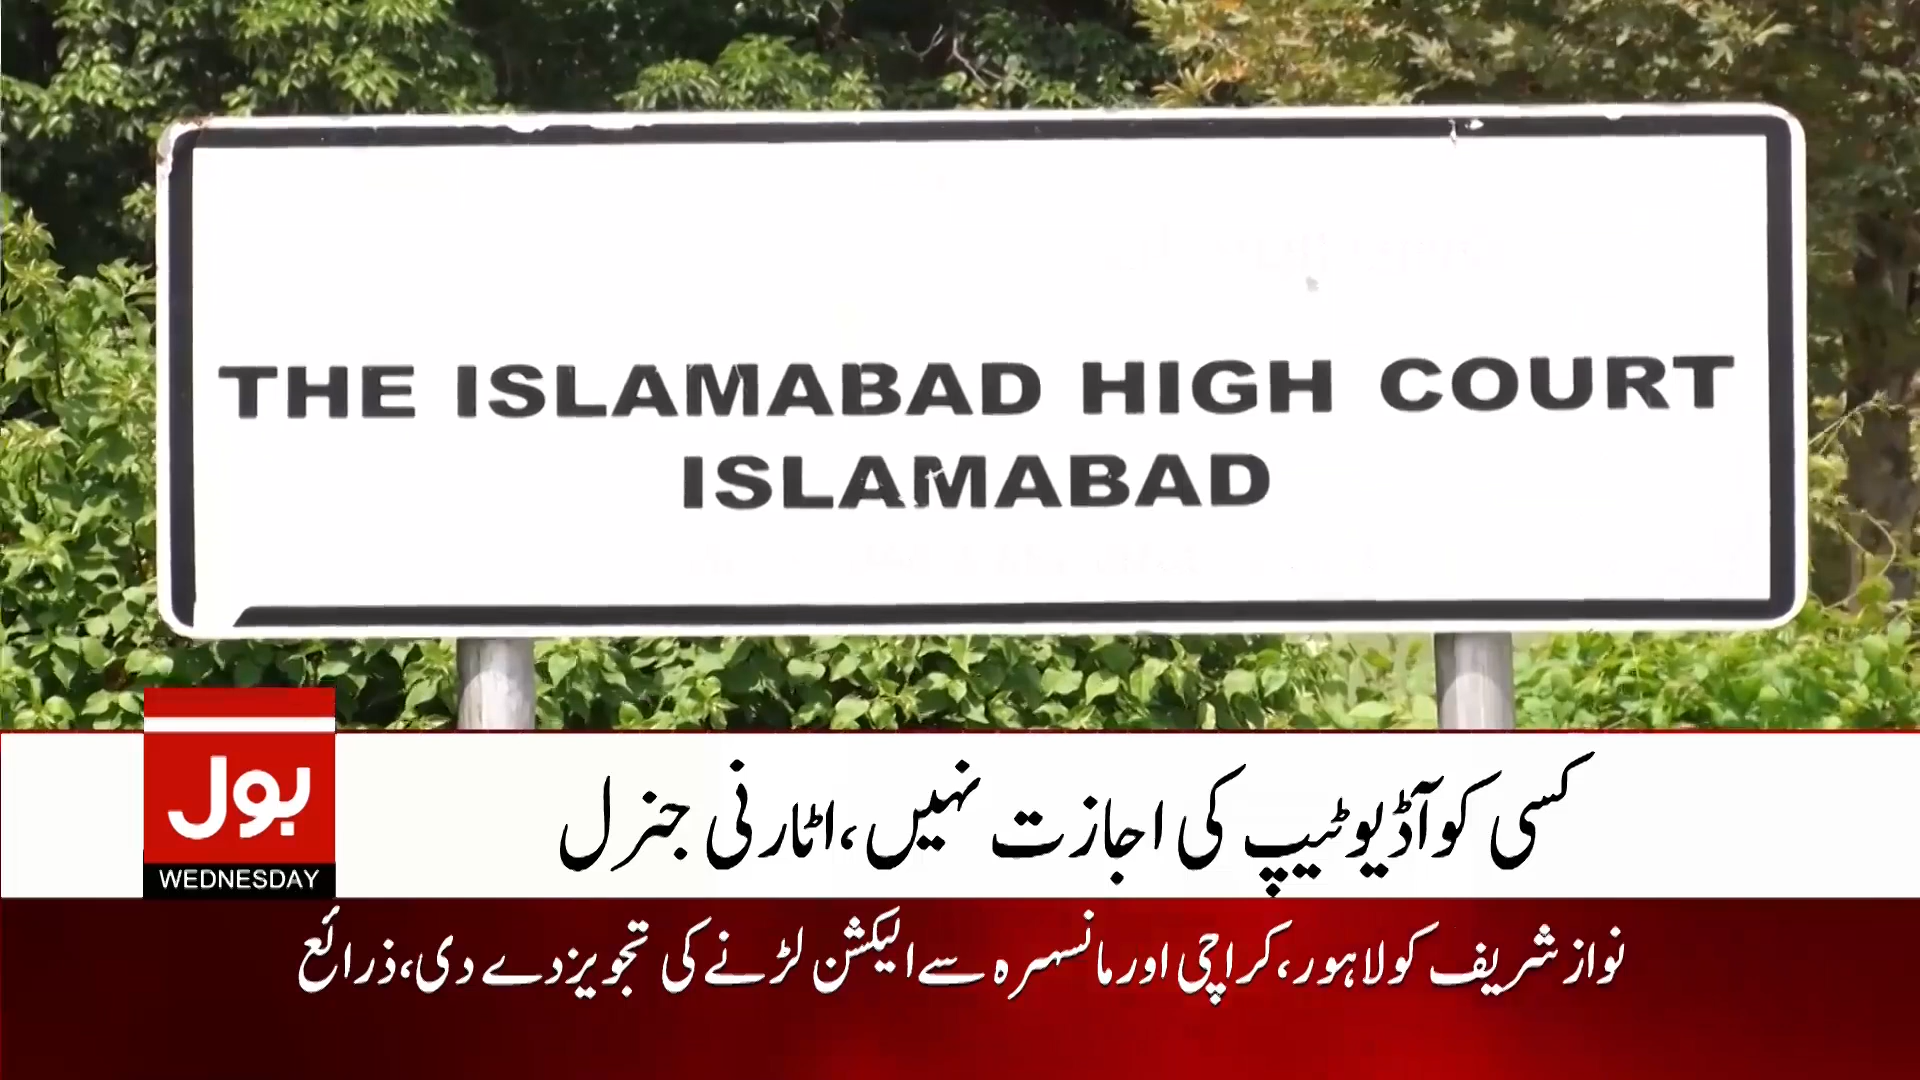 THE ISLAMABAD HIGH COURT
ISLAMABAD
بول
WEDNESDAY
کسی کو آڈیو ٹیپ کی اجازت نہیں، اٹارنی جنرل
نواز شریف کو لاہور، کراچی اور مانسہرہ سے الیکشن لڑنے کی تجویز دے دی، ذرائع